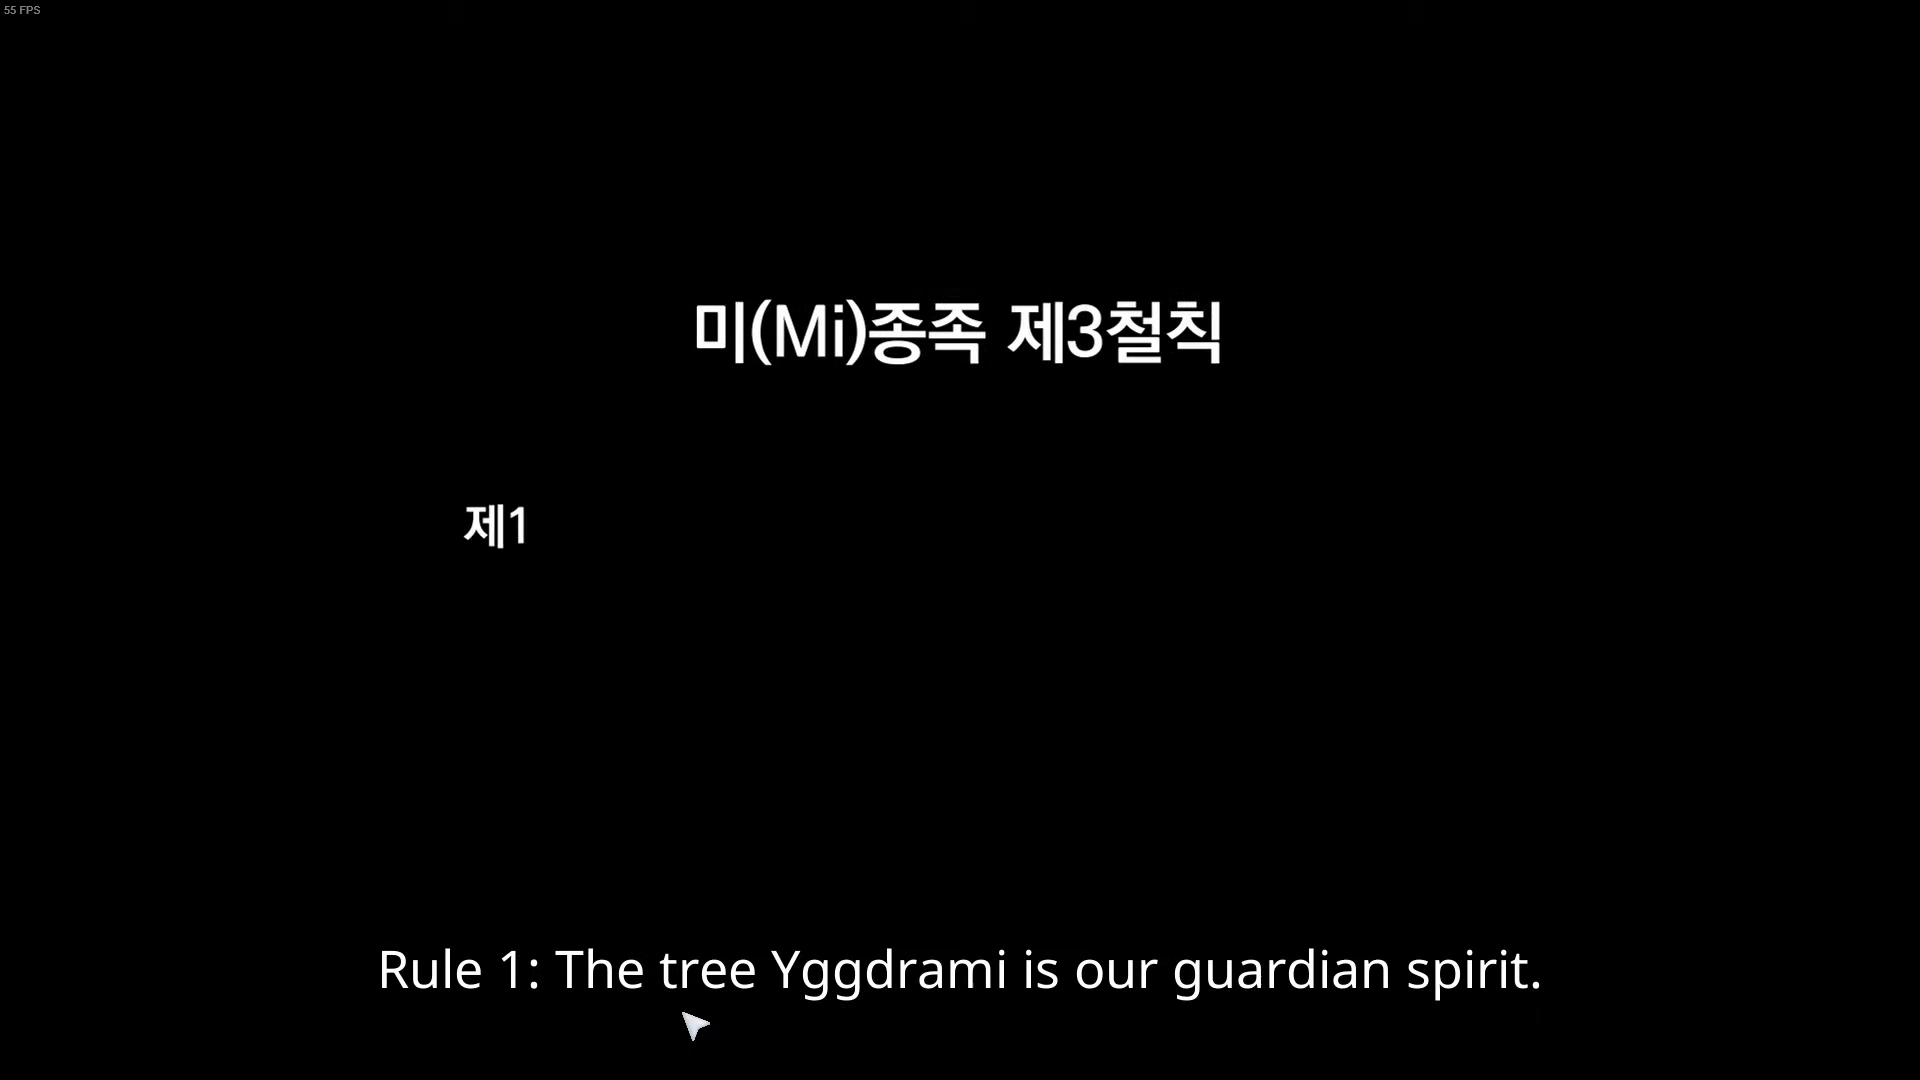 55 FPS
미(Mi)종족 제3철칙
제1
Rule 1: The tree Yggdrami is our guardian spirit.